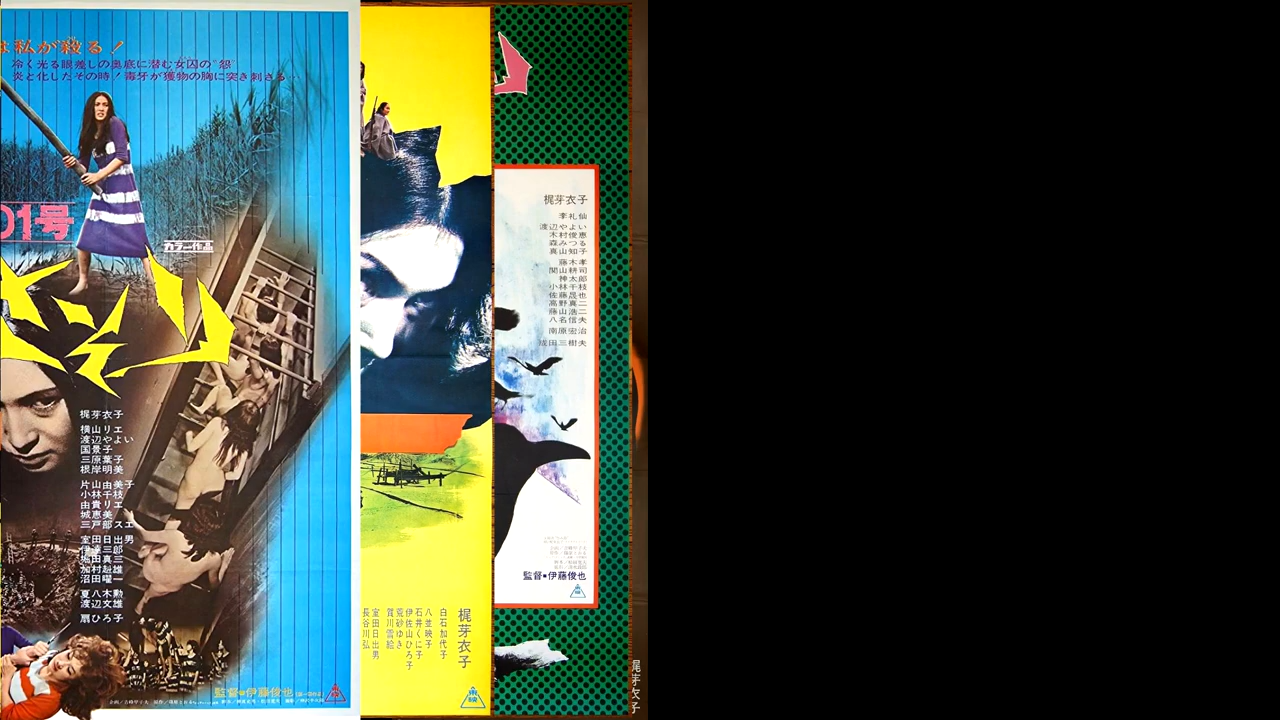 は私が殺る!
冷く光る眼差しの奥底に潜む女囚の“怨”
炎と化したその時!毒牙が獲物の胸に突き刺さる…
01号
カラー作品
サソリ
梶芽衣子
横山リエ
渡辺やよい
国景子
三原葉子
根岸明美
片山由美子
小林千枝
由貴リエ
城恵美
三戸部スエ
室田日出男
伊達三郎
堀田真三
加村赳雄
沼田曜一
夏八木勲
渡辺文雄
扇ひろ子
監督■伊藤俊也
東映
梶芽衣子
白石加代子
八並映子
石井くに子
伊佐山ひろ子
荒砂ゆき
賀川雪絵
室田日出男
長谷川弘
東映
梶芽衣子
李礼仙
渡辺やよい
木村俊恵
森みつる
真山知子
藤木孝
関山耕司
神太郎
小林千枝
佐藤晟也
高野真二
藤山浩二
八名信夫
南原宏治
成田三樹夫
監督■伊藤俊也
梶芽衣子